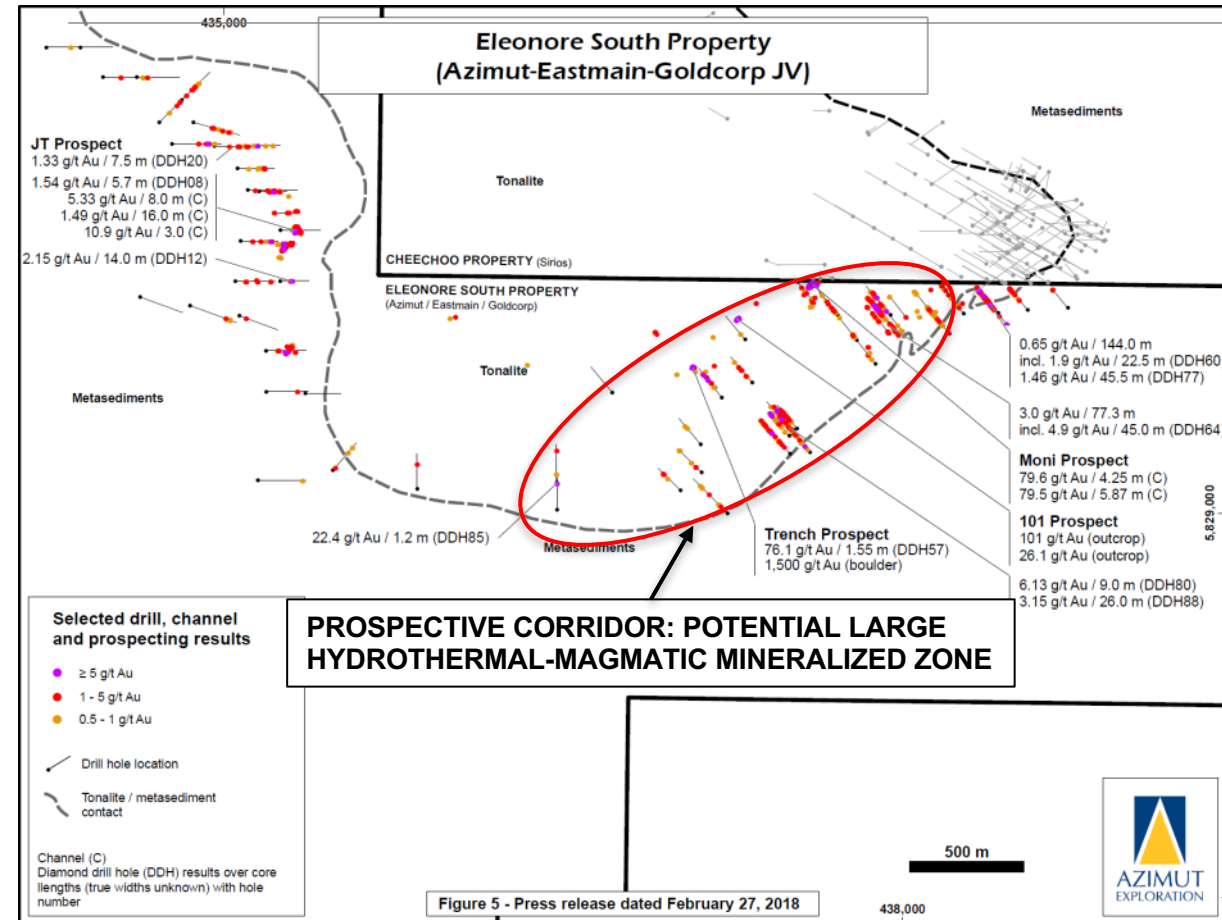 435,000
Eleonore South Property
(Azimut-Eastmain-Goldcorp JV)
Metasediments
JT Prospect
1.33 g/t Au / 7.5 m (DDH20)
1.54 g/t Au / 5.7 m (DDH08)
5.33 g/t Au / 8.0 m (C)
1.49 g/t Au / 16.0 m (C)
10.9 g/t Au / 3.0 (C)
2.15 g/t Au / 14.0 m (DDH12)
Tonalite
CHEECHOO PROPERTY (Sirios)
ELEONORE SOUTH PROPERTY
(Azimut / Eastmain / Goldcorp)
Tonalite
Metasediments
0.65 g/t Au / 144.0 m
incl. 1.9 g/t Au / 22.5 m (DDH60
1.46 g/t Au / 45.5 m (DDH77)
3.0 g/t Au / 77.3 m
incl. 4.9 g/t Au / 45.0 m (DDH64)
Moni Prospect
79.6 g/t Au / 4.25 m (C)
79.5 g/t Au / 5.87 m (C)
101 Prospect
101 g/t Au (outcrop)
26.1 g/t Au (outcrop)
6.13 g/t Au / 9.0 m (DDH80)
3.15 g/t Au / 26.0 m (DDH88)
5,829,000
22.4 g/t Au / 1.2 m (DDH85)
Metasediments
Trench Prospect
76.1 g/t Au / 1.55 m (DDH57)
1,500 g/t Au (boulder)
PROSPECTIVE CORRIDOR: POTENTIAL LARGE
HYDROTHERMAL-MAGMATIC MINERALIZED ZONE
Selected drill, channel
and prospecting results
≥ 5 g/t Au
1 - 5 g/t Au
0.5 - 1 g/t Au
Drill hole location
Tonalite / metasediment
contact
Channel (C)
Diamond drill hole (DDH) results over core
llengths (true widths unknown) with hole
number
500 m
AZIMUT
EXPLORATION
Figure 5 - Press release dated February 27, 2018
438,000